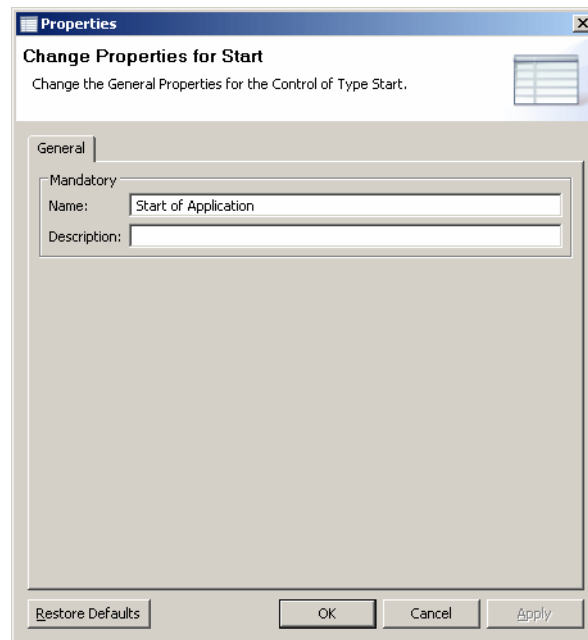 Properties
Change Properties for Start
Change the General Properties for the Control of Type Start.
General
Mandatory
Name: Start of Application
Description:
Restore Defaults OK Cancel Apply